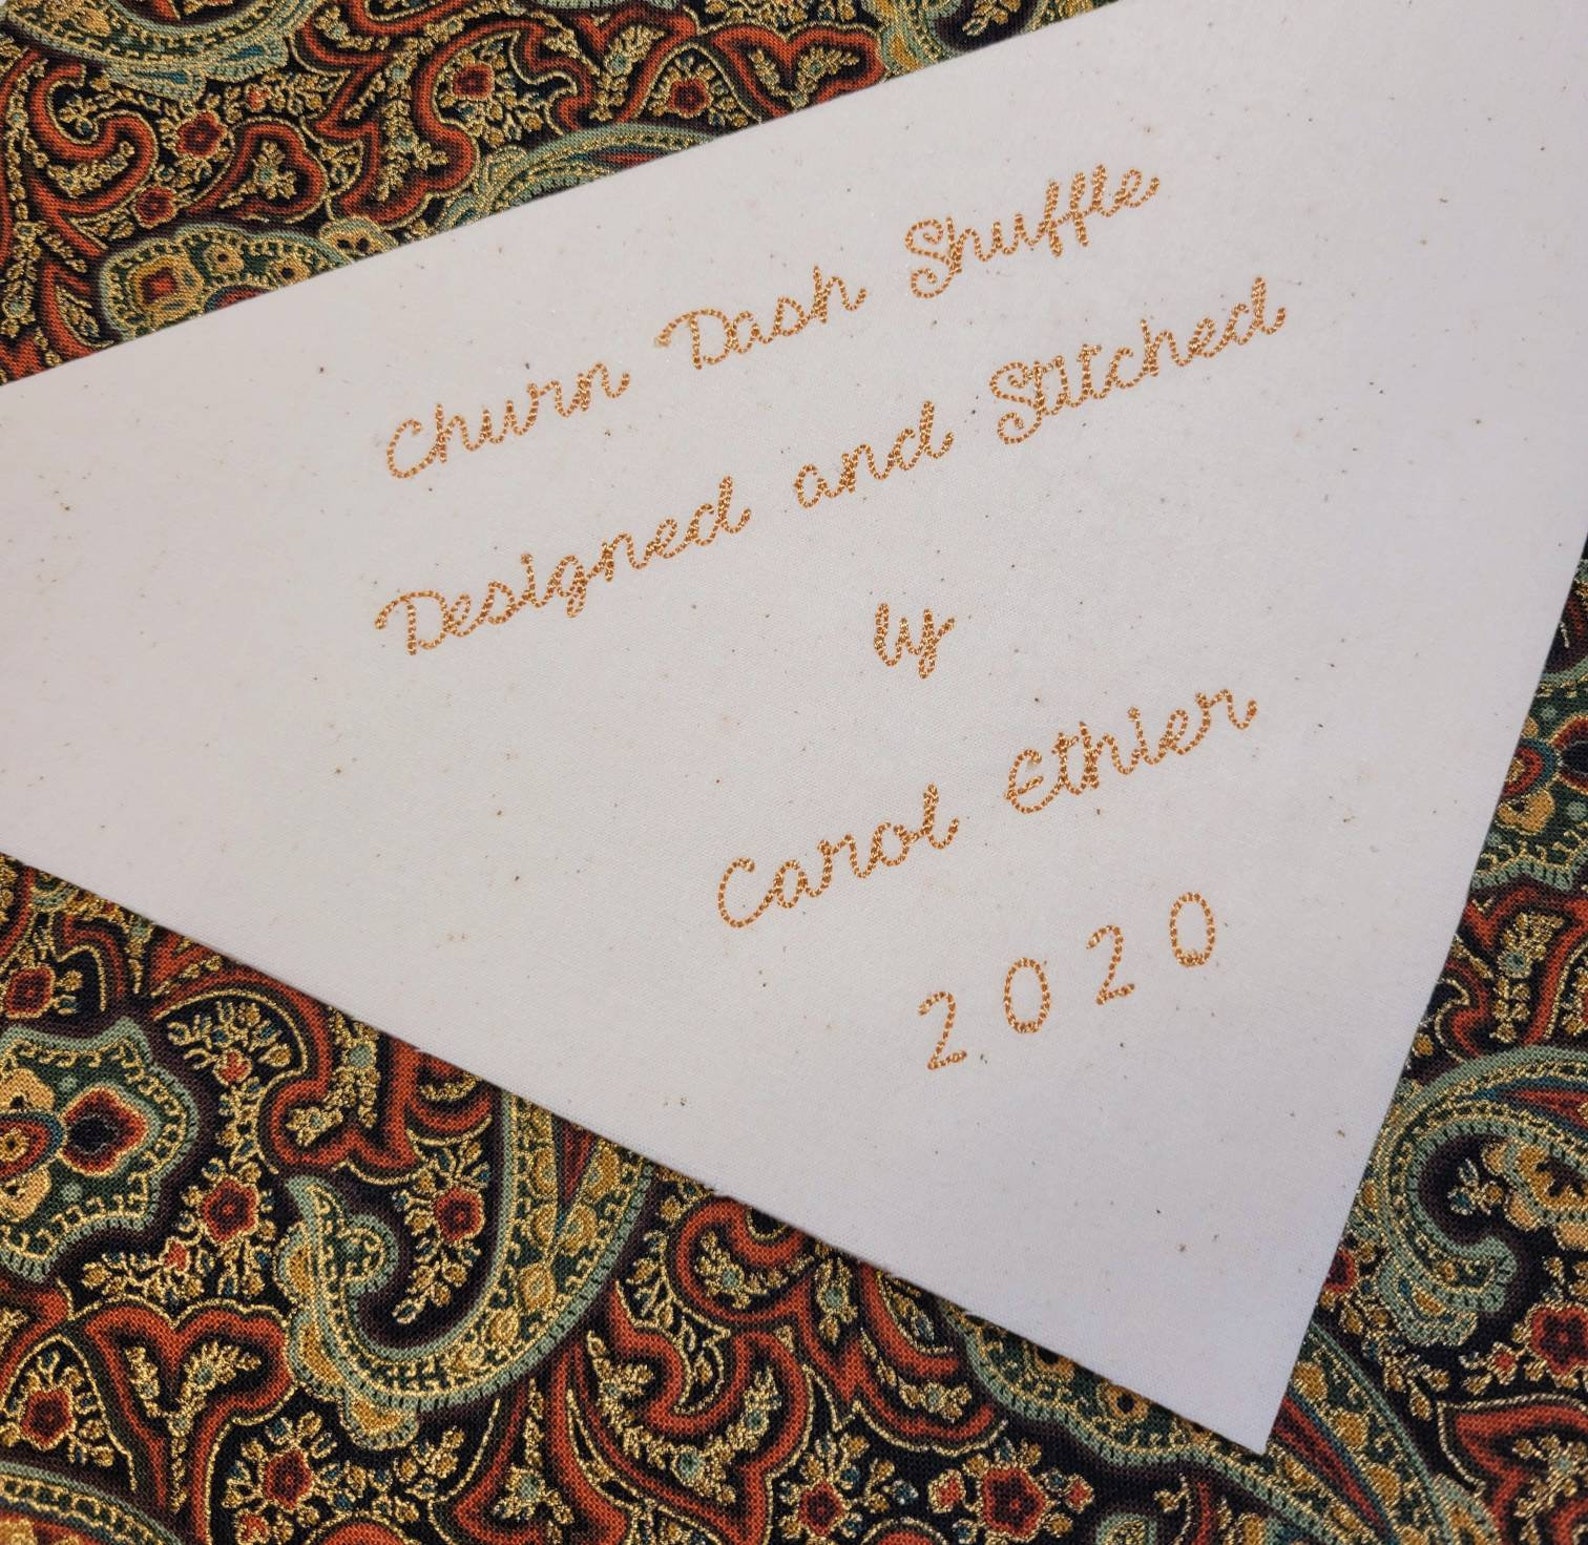 Churn Dash Shuffle
Designed and Stitched
by
Carol Ethier
2020